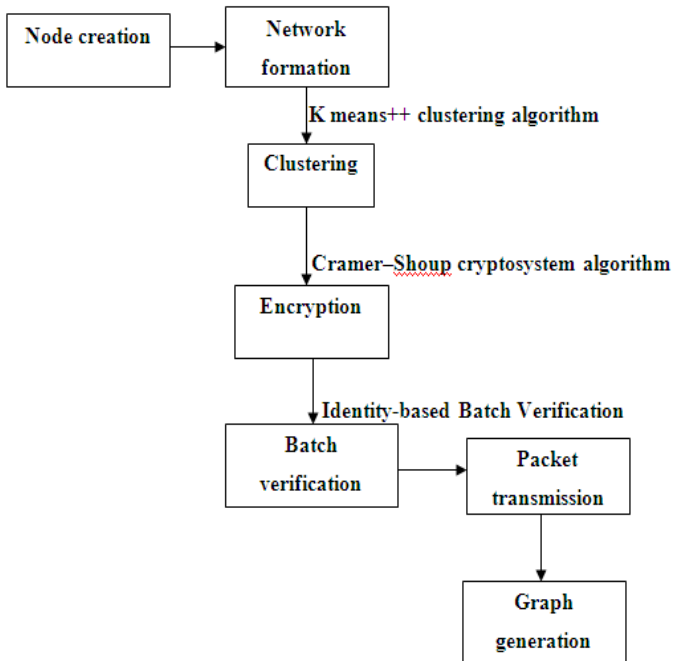 Node creation
Network
formation
K means++ clustering algorithm
Clustering
Cramer–Shoup cryptosystem algorithm
Encryption
Identity-based Batch Verification
Batch
verification
Packet
transmission
Graph
generation